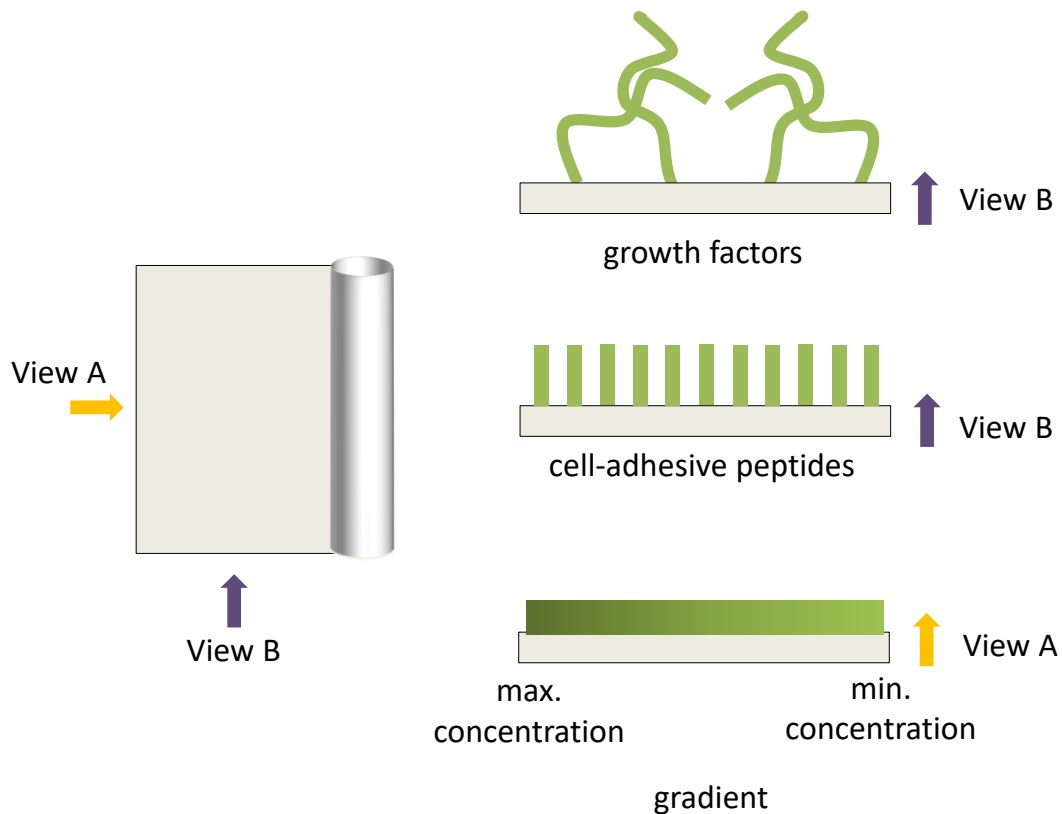 View A
View B
View B
growth factors
View B
cell-adhesive peptides
View A
max.
concentration
min.
concentration
gradient